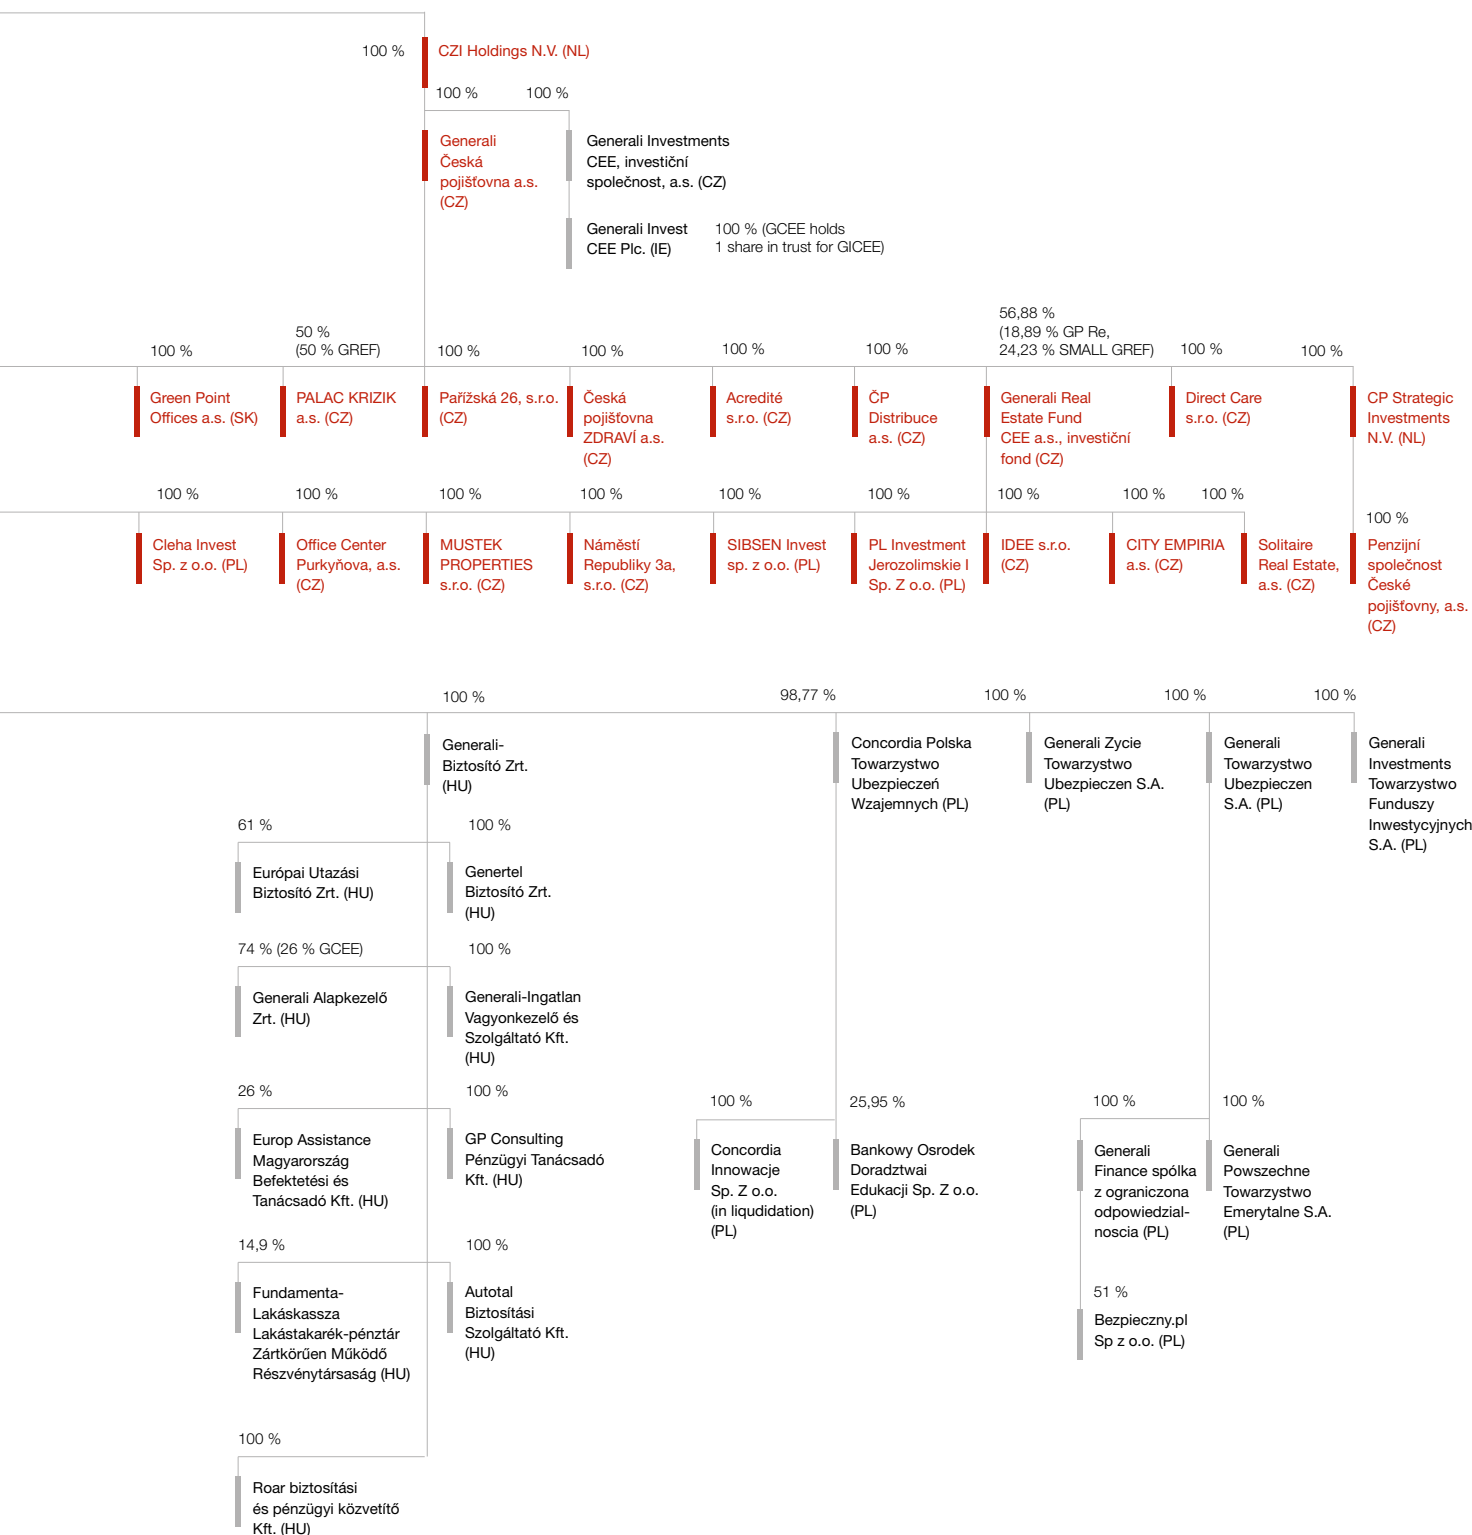 100 %
CZI Holdings N.V. (NL)
100 %
100 %
Generali
Česká
pojišťovna a.s.
(CZ)
Generali Investments
CEE, investiční
společnost, a.s. (CZ)
Generali Invest
CEE Plc. (IE)
100 % (GCEE holds
1 share in trust for GICEE)
100 %
50 %
(50 % GREF)
100 %
100 %
100 %
100 %
56,88 %
(18,89 % GP Re,
24,23 % SMALL GREF)
100 %
100 %
Green Point
Offices a.s. (SK)
PALAC KRIZIK
a.s. (CZ)
Pařížská 26, s.r.o.
(CZ)
Česká
pojišťovna
ZDRAVÍ a.s.
(CZ)
Acredité
s.r.o. (CZ)
ČP
Distribuce
a.s. (CZ)
Generali Real
Estate Fund
CEE a.s., investiční
fond (CZ)
Direct Care
s.r.o. (CZ)
CP Strategic
Investments
N.V. (NL)
100 %
100 %
100 %
100 %
100 %
100 %
100 %
100 %
100 %
100 %
Cleha Invest
Sp. z o.o. (PL)
Office Center
Purkyňova, a.s.
(CZ)
MUSTEK
PROPERTIES
s.r.o. (CZ)
Náměstí
Republiky 3a,
s.r.o. (CZ)
SIBSEN Invest
sp. z o.o. (PL)
PL Investment
Jerozolimskie I
Sp. Z o.o. (PL)
IDEE s.r.o.
(CZ)
CITY EMPIRIA
a.s. (CZ)
Solitaire
Real Estate,
a.s. (CZ)
Penzijní
společnost
České
pojišťovny, a.s.
(CZ)
100 %
98,77 %
100 %
100 %
100 %
Generali-
Biztosító Zrt.
(HU)
Concordia Polska
Towarzystwo
Ubezpieczeń
Wzajemnych (PL)
Generali Zycie
Towarzystwo
Ubezpieczen S.A.
(PL)
Generali
Towarzystwo
Ubezpieczen
S.A. (PL)
Generali
Investments
Towarzystwo
Funduszy
Inwestycyjnych
S.A. (PL)
61 %
100 %
Európai Utazási
Biztosító Zrt. (HU)
Genertel
Biztosító Zrt.
(HU)
74 % (26 % GCEE)
100 %
Generali Alapkezelő
Zrt. (HU)
Generali-Ingatlan
Vagyonkezelő és
Szolgáltató Kft.
(HU)
26 %
100 %
Europ Assistance
Magyarország
Befektetési és
Tanácsadó Kft. (HU)
GP Consulting
Pénzügyi Tanácsadó
Kft. (HU)
100 %
25,95 %
100 %
100 %
Concordia
Innowacje
Sp. Z o.o.
(in liqudidation)
(PL)
Bankowy Osrodek
Doradztwai
Edukacji Sp. Z o.o.
(PL)
Generali
Finance spólka
z ograniczona
odpowiedzial-
noscia (PL)
Generali
Powszechne
Towarzystwo
Emerytalne S.A.
(PL)
14,9 %
100 %
Fundamenta-
Lakáskassza
Lakástakarék-pénztár
Zártkörűen Működő
Részvénytársaság (HU)
Autotal
Biztosítási
Szolgáltató Kft.
(HU)
51 %
Bezpieczny.pl
Sp z o.o. (PL)
100 %
Roar biztosítási
és pénzügyi közvetítő
Kft. (HU)